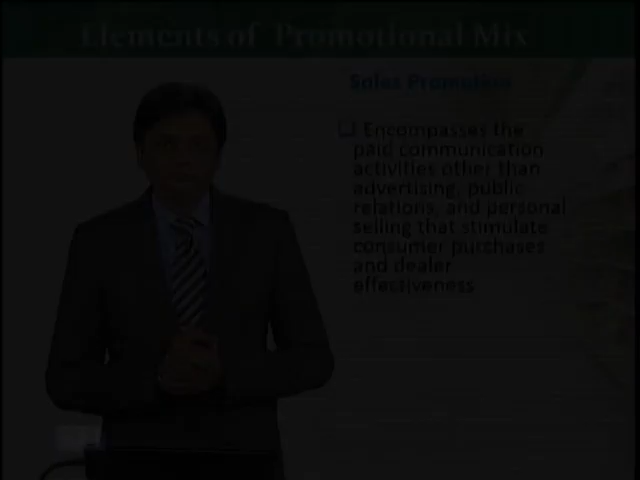 Elements of Promotional Mix
Sales Promotion
Encompasses the
paid communication
activities other than
advertising, public
relations, and personal
selling that stimulate
consumer purchases
and dealer
effectiveness